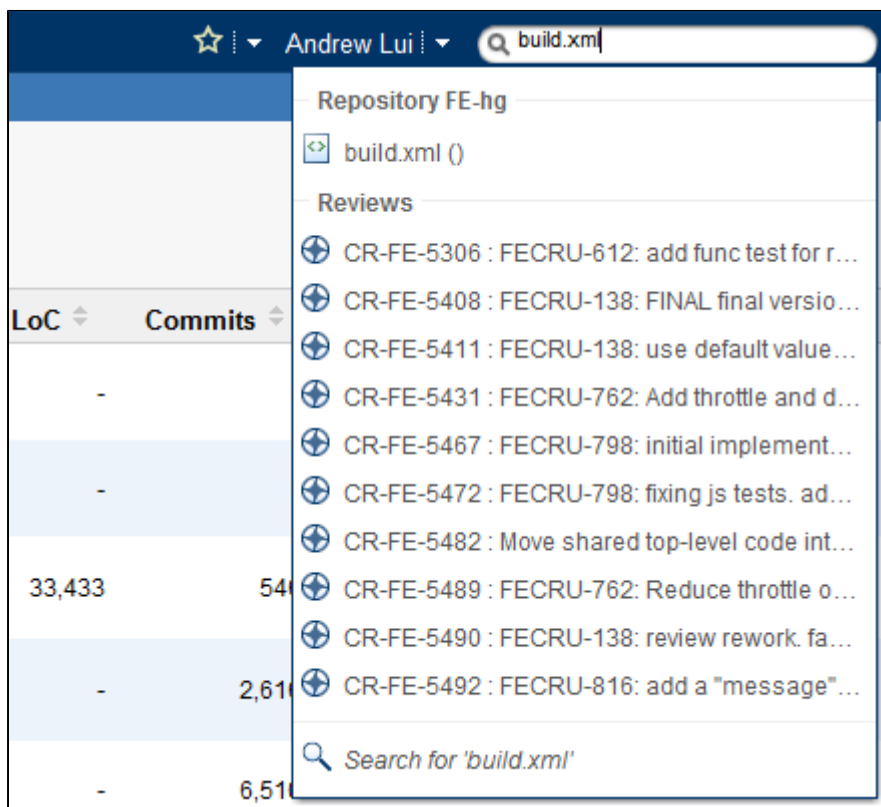 Andrew Lui
build.xml
Repository FE-hg
build.xml ()
Reviews
CR-FE-5306 : FECRU-612: add func test for r...
CR-FE-5408 : FECRU-138: FINAL final versio...
CR-FE-5411 : FECRU-138: use default value...
CR-FE-5431 : FECRU-762: Add throttle and d...
CR-FE-5467 : FECRU-798: initial implement...
CR-FE-5472 : FECRU-798: fixing js tests. ad...
CR-FE-5482 : Move shared top-level code int...
CR-FE-5489 : FECRU-762: Reduce throttle o...
CR-FE-5490 : FECRU-138: review rework. fa...
CR-FE-5492 : FECRU-816: add a "message"...
Search for 'build.xml'
LoC Commits
-
-
33,433
-
-